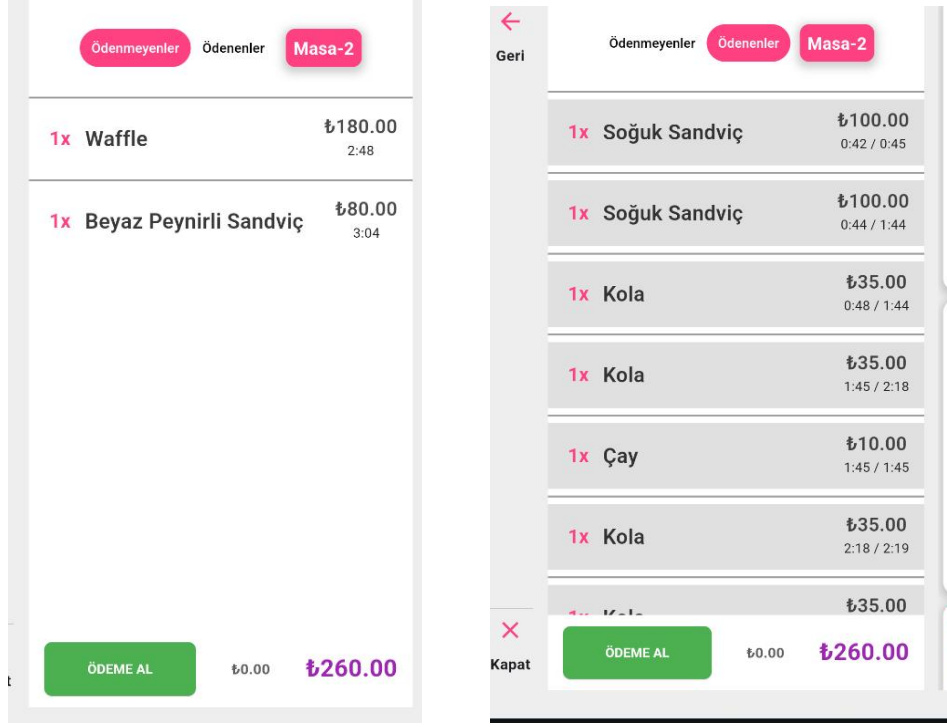 Ödenmeyenler Ödenenler Masa-2
1x Waffle ₺180.00
2:48
1x Beyaz Peynirli Sandviç ₺80.00
3:04
ÖDEME AL ₺0.00 ₺260.00
t
Geri
Ödenmeyenler Ödenenler Masa-2
1x Soğuk Sandviç ₺100.00
0:42 / 0:45
1x Soğuk Sandviç ₺100.00
0:44 / 1:44
1x Kola ₺35.00
0:48 / 1:44
1x Kola ₺35.00
1:45 / 2:18
1x Çay ₺10.00
1:45 / 1:45
1x Kola ₺35.00
2:18 / 2:19
1x Kola ₺35.00
Kapat
ÖDEME AL ₺0.00 ₺260.00